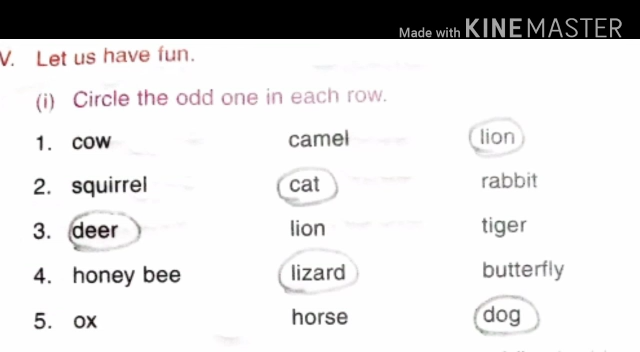 Made with KINEMASTER
V. Let us have fun.
(i) Circle the odd one in each row.
1. cow camel lion
2. squirrel cat rabbit
3. deer lion tiger
4. honey bee lizard butterfly
5. ox horse dog